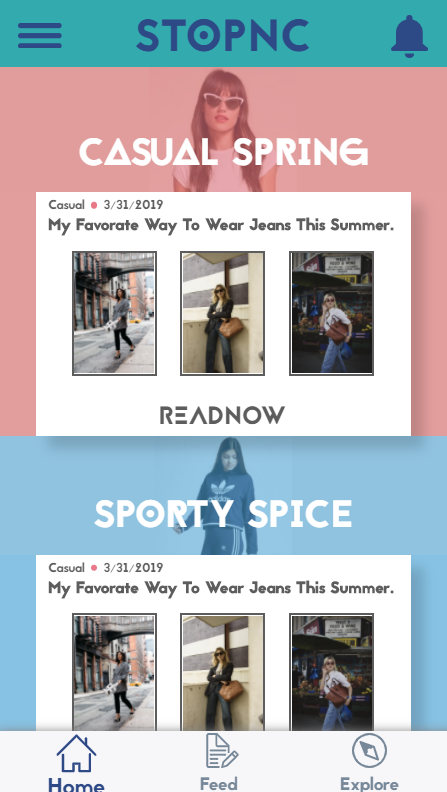 STOPNC
CASUAL SPRING
Casual • 3/31/2019
My Favorate Way To Wear Jeans This Summer.
READNOW
SPORTY SPICE
Casual • 3/31/2019
My Favorate Way To Wear Jeans This Summer.
Home Feed Explore